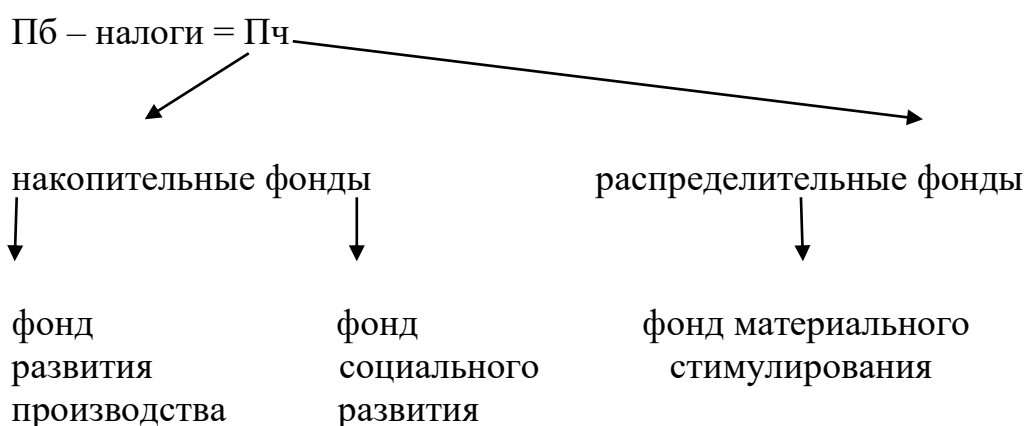 Пб – налоги = Пч
накопительные фонды
распределительные фонды
фонд
развития
производства
фонд
социального
развития
фонд материального
стимулирования